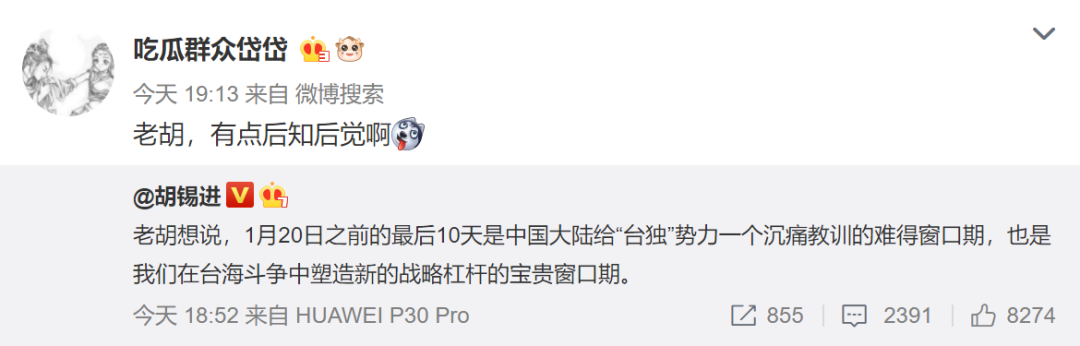 吃瓜群众岱岱 3
今天 19:13 来自 微博搜索
老胡，有点后知后觉啊
@胡锡进 V 7
老胡想说，1月20日之前的最后10天是中国大陆给“台独”势力一个沉痛教训的难得窗口期，也是
我们在台海斗争中塑造新的战略杠杆的宝贵窗口期。
今天 18:52 来自 HUAWEI P30 Pro 855 2391 8274